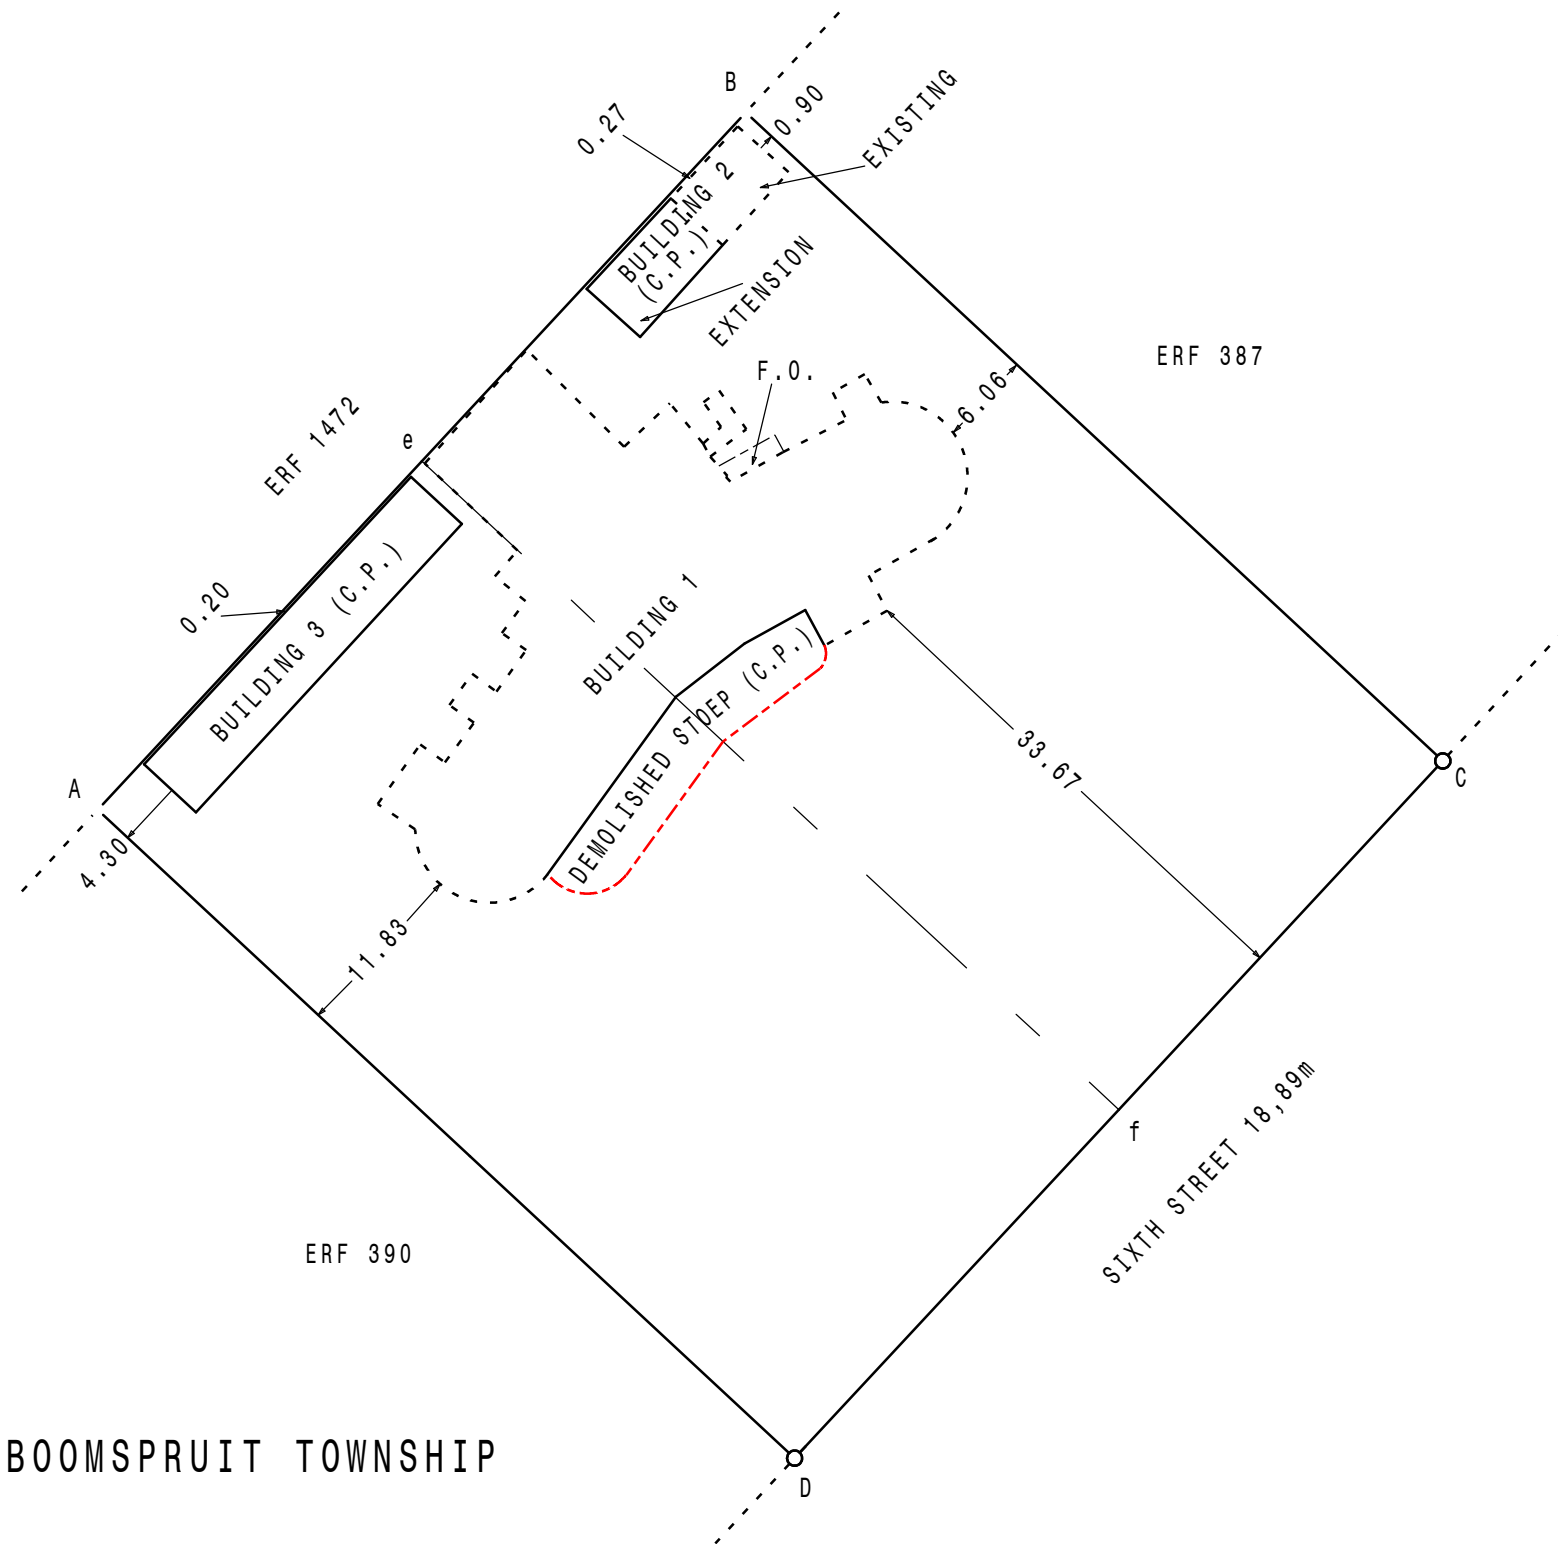 B
0.90
EXISTING
0.27
BUILDING 2
(C.P.)
EXTENSION
ERF 387
F.O.
6.06
ERF 1472
e
0.20
BUILDING 3 (C.P.)
BUILDING 1
DEMOLISHED STOEP (C.P.)
33.67
C
A
4.30
11.83
f
SIXTH STREET 18,89m
ERF 390
BOOMSPRUIT TOWNSHIP
D